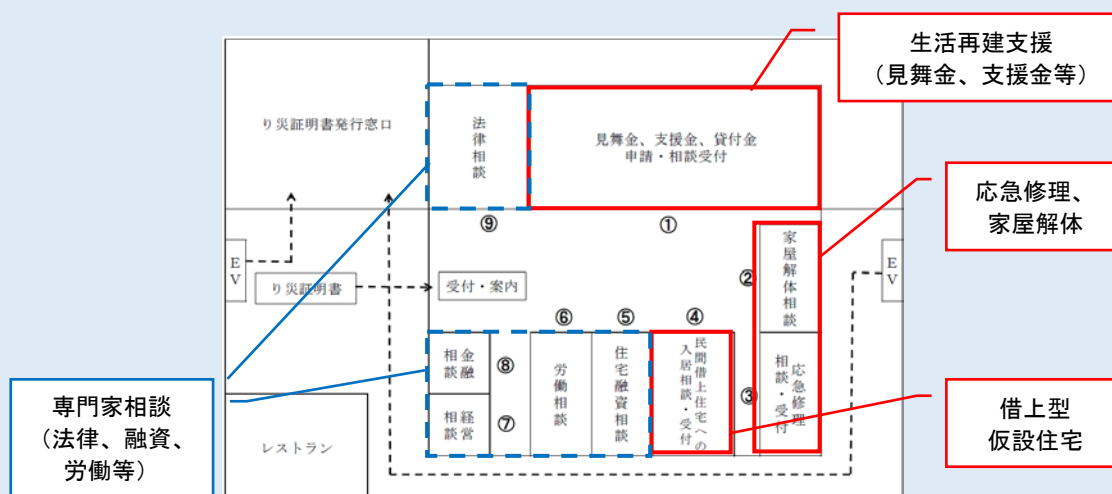 生活再建支援
（見舞金、支援金等）
り災証明書発行窓口
法律相談
見舞金、支援金、貸付金
申請・相談受付
応急修理、
家屋解体
⑨
①
家屋解体相談
②
EV
り災証明書
受付・案内
EV
⑥
⑤
④
金融
相談
⑧
労働相談
住宅融資相談
民間借上住宅への
入居相談・受付
③
応急修理
相談・受付
経営
相談
⑦
専門家相談
（法律、融資、
労働等）
レストラン
借上型
仮設住宅